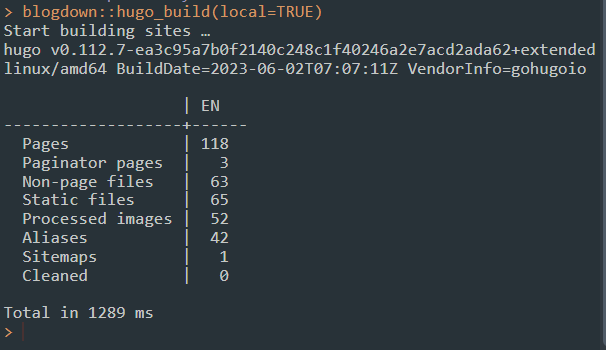 > blogdown::hugo_build(local=TRUE)
Start building sites …
hugo v0.112.7-ea3c95a7b0f2140c248c1f40246a2e7acd2ada62+extended
linux/amd64 BuildDate=2023-06-02T07:07:11Z VendorInfo=gohugoio
                   | EN
-------------------+------
  Pages            | 118
  Paginator pages  |   3
  Non-page files   |  63
  Static files     |  65
  Processed images |  52
  Aliases          |  42
  Sitemaps         |   1
  Cleaned          |   0
Total in 1289 ms
>